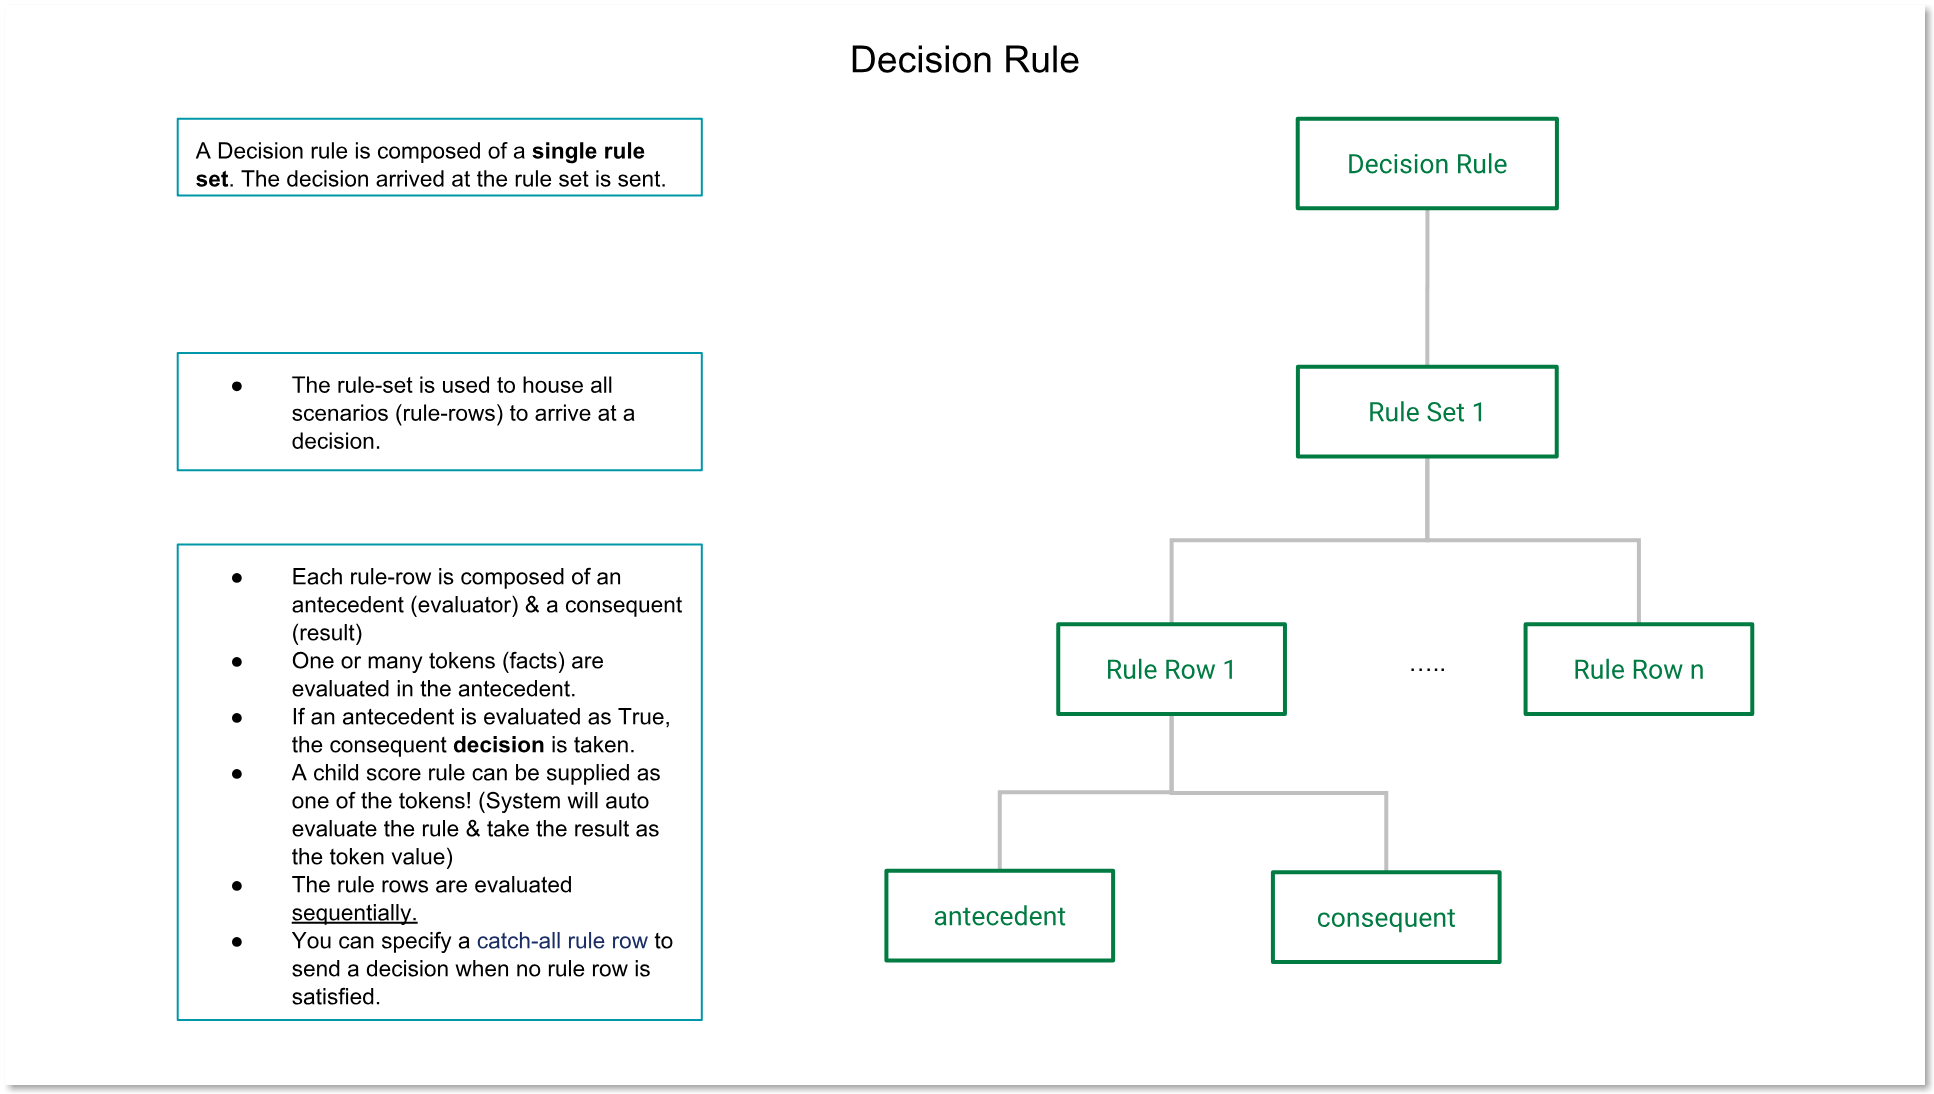 Decision Rule
A Decision rule is composed of a single rule
set. The decision arrived at the rule set is sent.
● The rule-set is used to house all
scenarios (rule-rows) to arrive at a
decision.
● Each rule-row is composed of an
antecedent (evaluator) & a consequent
(result)
● One or many tokens (facts) are
evaluated in the antecedent.
● If an antecedent is evaluated as True,
the consequent decision is taken.
● A child score rule can be supplied as
one of the tokens! (System will auto
evaluate the rule & take the result as
the token value)
● The rule rows are evaluated
sequentially.
● You can specify a catch-all rule row to
send a decision when no rule row is
satisfied.
Decision Rule
Rule Set 1
Rule Row 1
.....
Rule Row n
antecedent
consequent